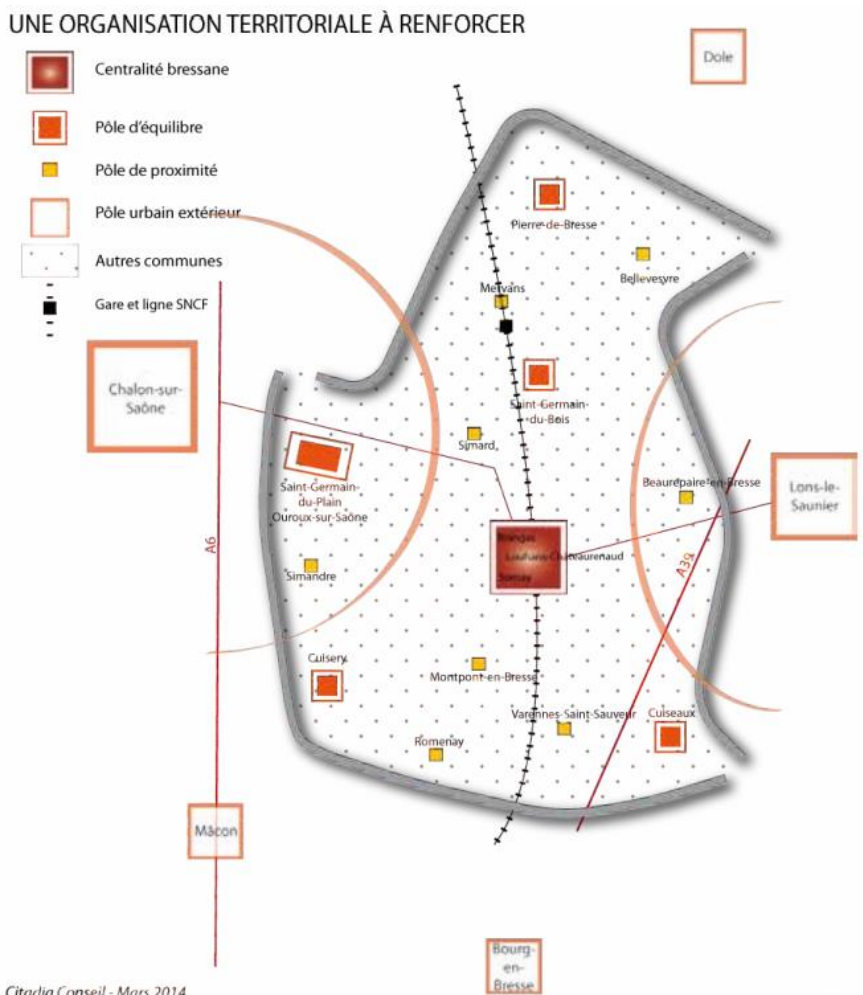 UNE ORGANISATION TERRITORIALE À RENFORCER
Centralité bressane
Pôle d'équilibre
Pôle de proximité
Pôle urbain extérieur
Autres communes
Gare et ligne SNCF
Dole
Pierre-de-Bresse
Bellevesvre
Mervans
Chalon-sur-
Saône
Saint-Germain-
du-Bois
Simard
Saint-Germain-
du-Plain
Ouroux-sur-Saône
Beaurepaire-en-Bresse
Lons-le-
Saunier
Branges
Louhans-Châteaurenaud
Sornay
A6
A39
Simandre
Cuisery
Montpont-en-Bresse
Varennes-Saint-Sauveur
Cuiseaux
Romenay
Mâcon
Bourg-
en-
Bresse
Citadia Conseil - Mars 2014